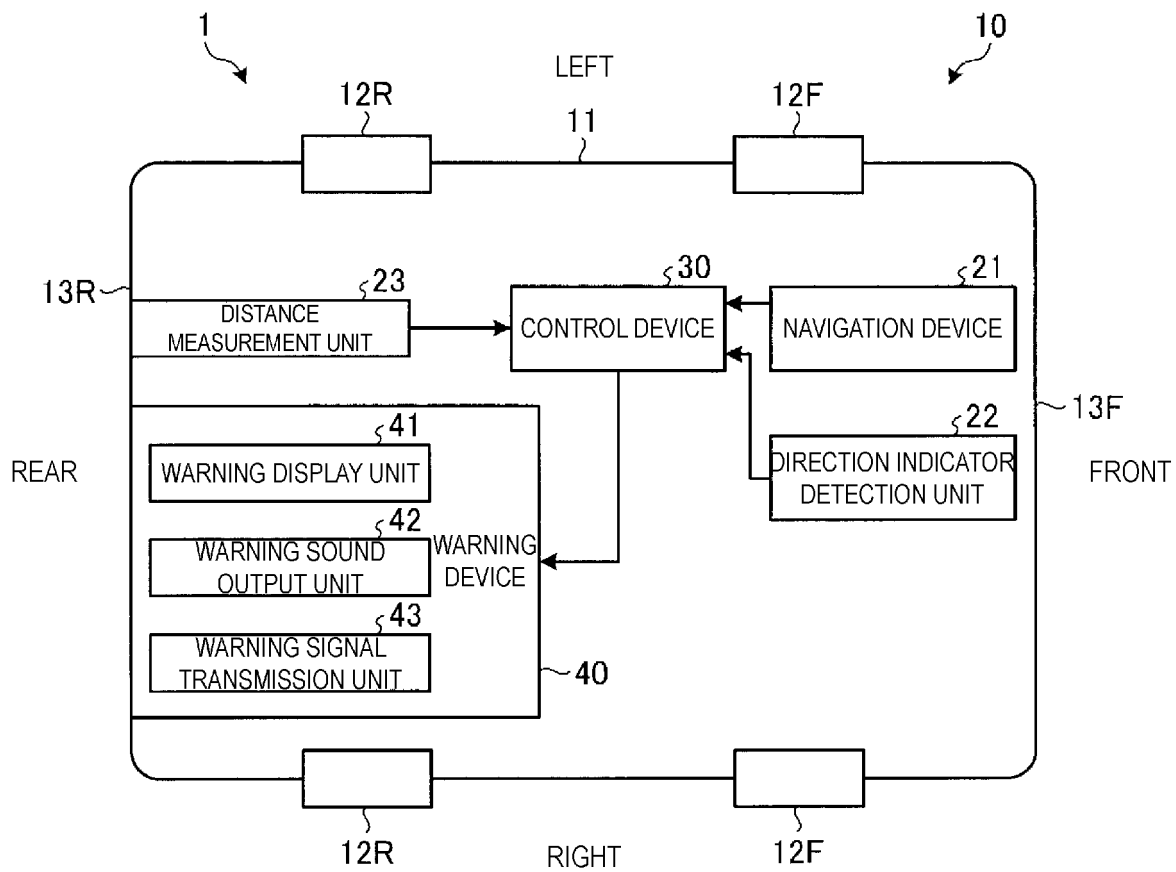 1
10
LEFT
12R
12F
11
13R
23
30
21
DISTANCE
MEASUREMENT UNIT
CONTROL DEVICE
NAVIGATION DEVICE
13F
41
22
REAR
WARNING DISPLAY UNIT
DIRECTION INDICATOR
DETECTION UNIT
FRONT
42
WARNING SOUND
OUTPUT UNIT
WARNING
DEVICE
43
WARNING SIGNAL
TRANSMISSION UNIT
40
12R
RIGHT
12F